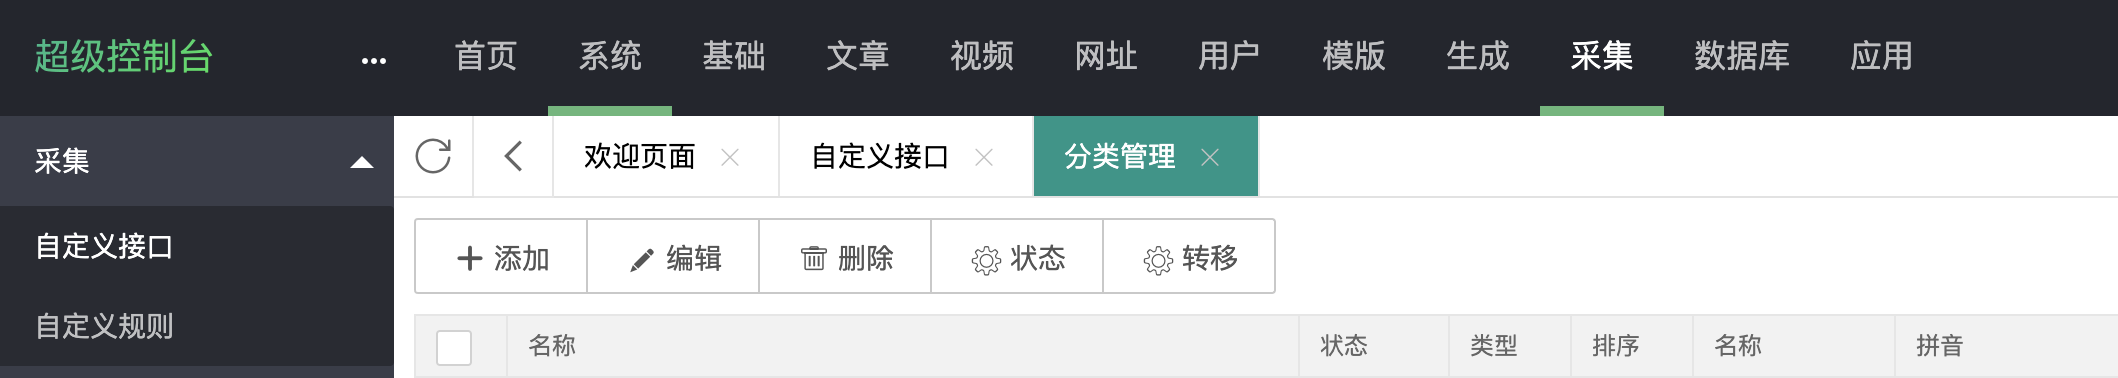 超级控制台 ... 首页 系统 基础 文章 视频 网址 用户 模版 生成 采集 数据库 应用
采集 欢迎页面 自定义接口 分类管理
自定义接口 添加 编辑 删除 状态 转移
自定义规则 名称 状态 类型 排序 名称 拼音